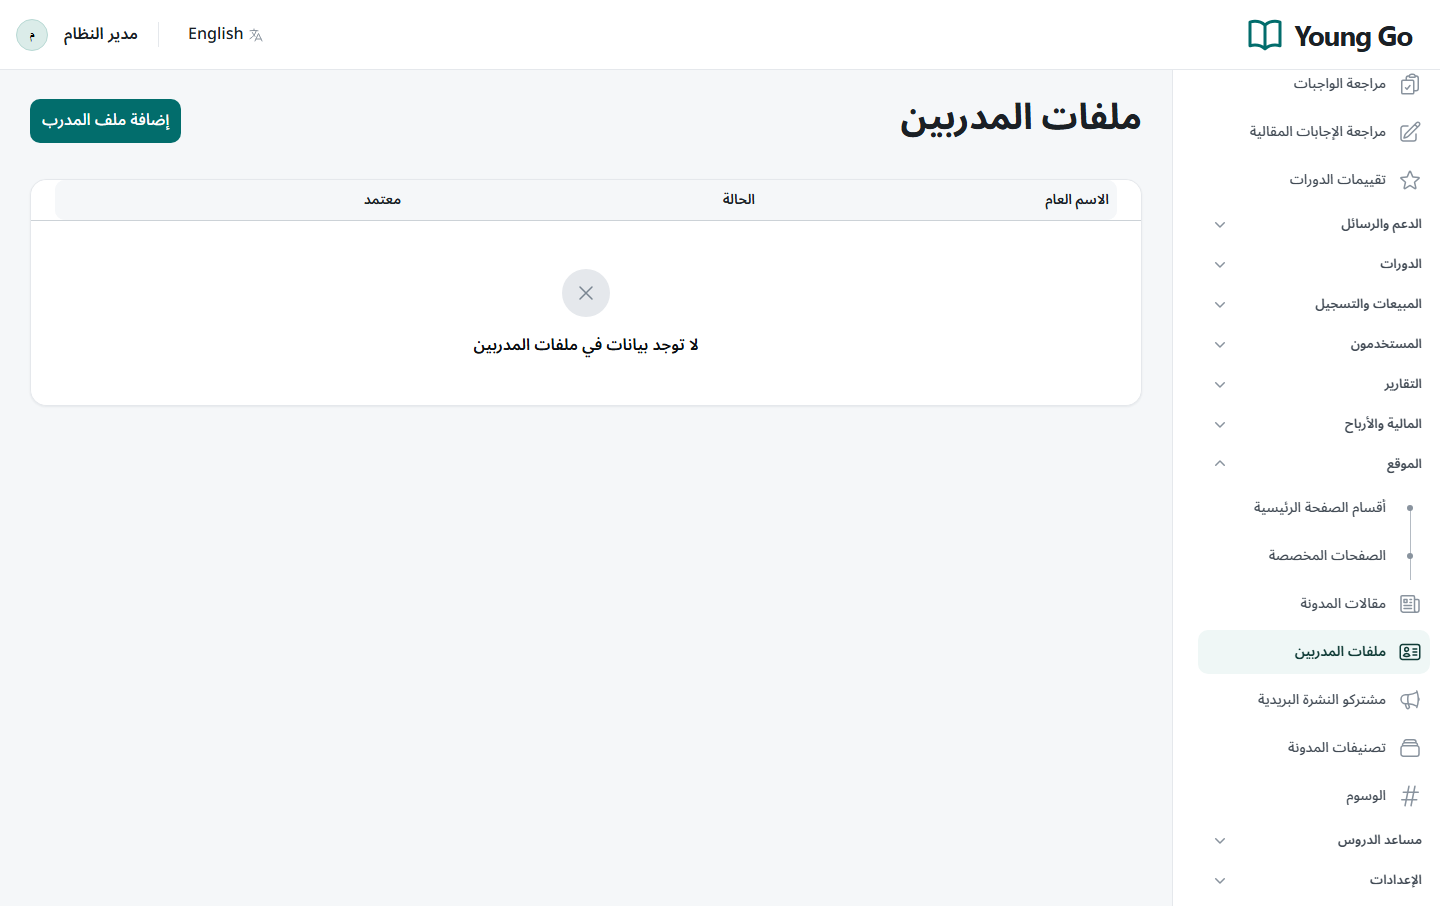 Young Go
English
مدير النظام
م
مراجعة الواجبات
مراجعة الإجابات المقالية
تقييمات الدورات
الدعم والرسائل
الدورات
المبيعات والتسجيل
المستخدمون
التقارير
المالية والأرباح
الموقع
أقسام الصفحة الرئيسية
الصفحات المخصصة
مقالات المدونة
ملفات المدربين
مشتركو النشرة البريدية
تصنيفات المدونة
الوسوم
مساعد الدروس
الإعدادات
ملفات المدربين
إضافة ملف المدرب
الاسم العام
الحالة
معتمد
لا توجد بيانات في ملفات المدربين